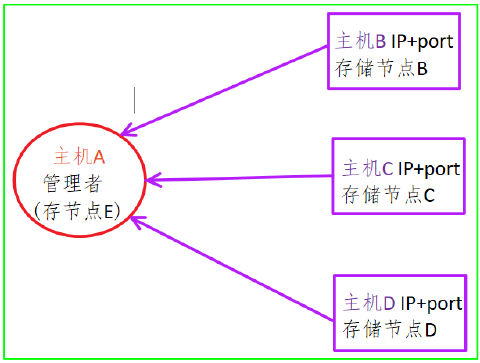 主机A
管理者
(存节点E)
主机B IP+port
存储节点B
主机C IP+port
存储节点C
主机D IP+port
存储节点D